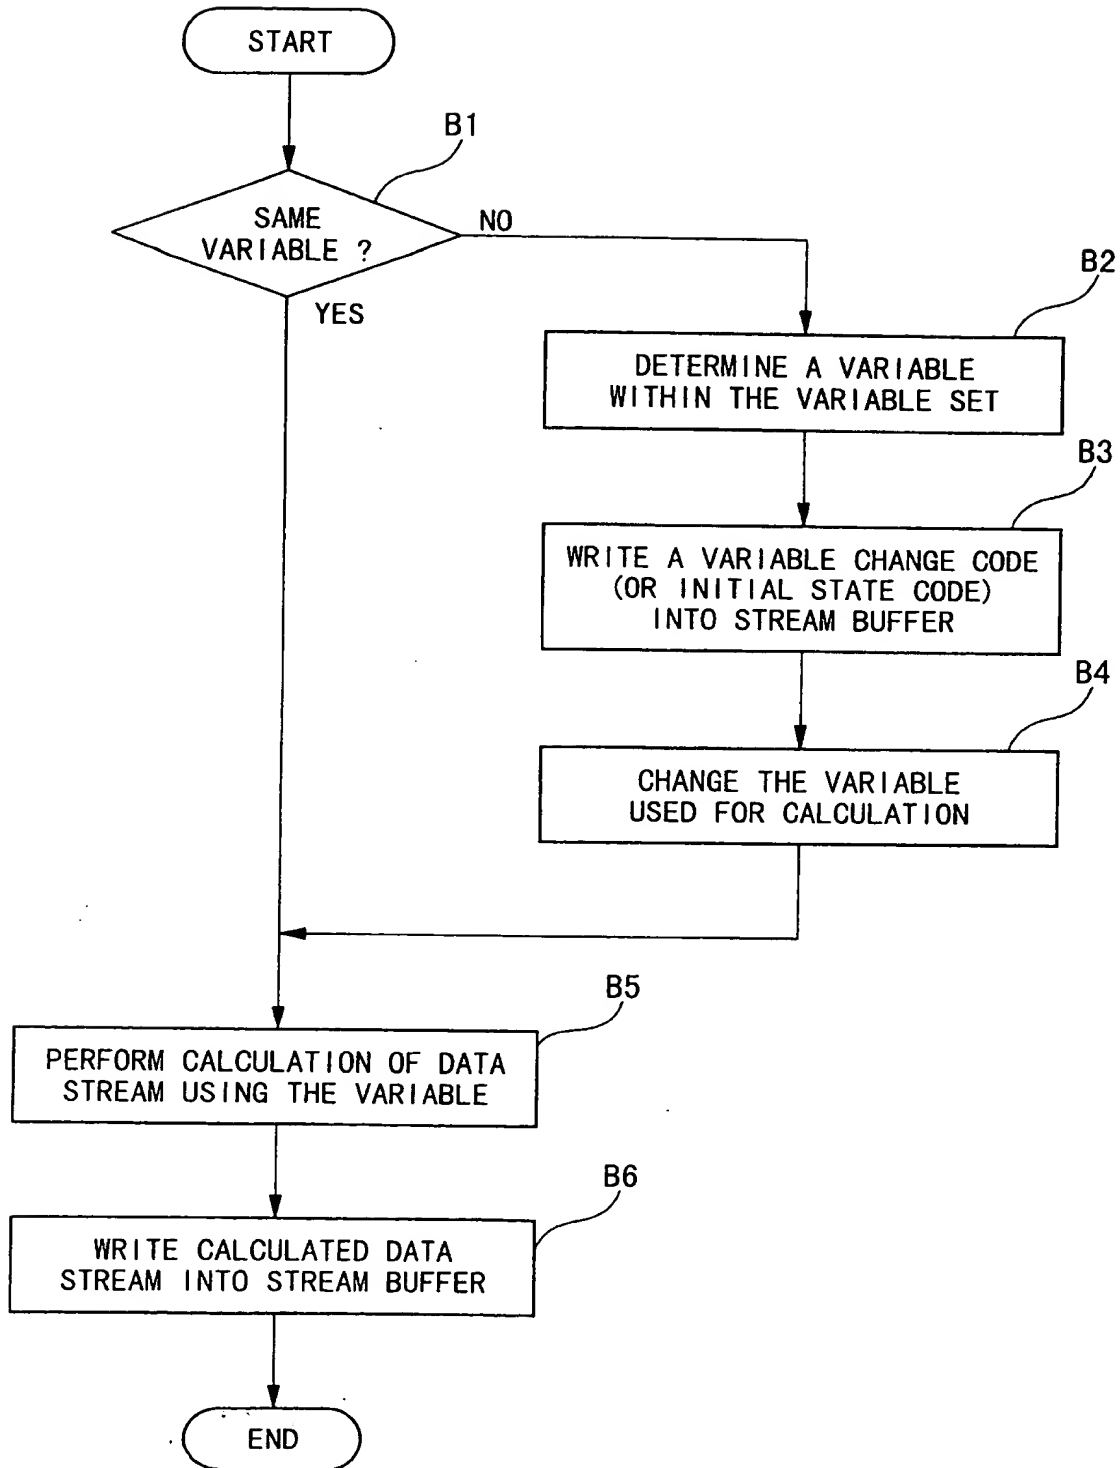 START
B1
SAME
VARIABLE ?
NO
YES
B2
DETERMINE A VARIABLE
WITHIN THE VARIABLE SET
B3
WRITE A VARIABLE CHANGE CODE
(OR INITIAL STATE CODE)
INTO STREAM BUFFER
B4
CHANGE THE VARIABLE
USED FOR CALCULATION
B5
PERFORM CALCULATION OF DATA
STREAM USING THE VARIABLE
B6
WRITE CALCULATED DATA
STREAM INTO STREAM BUFFER
END